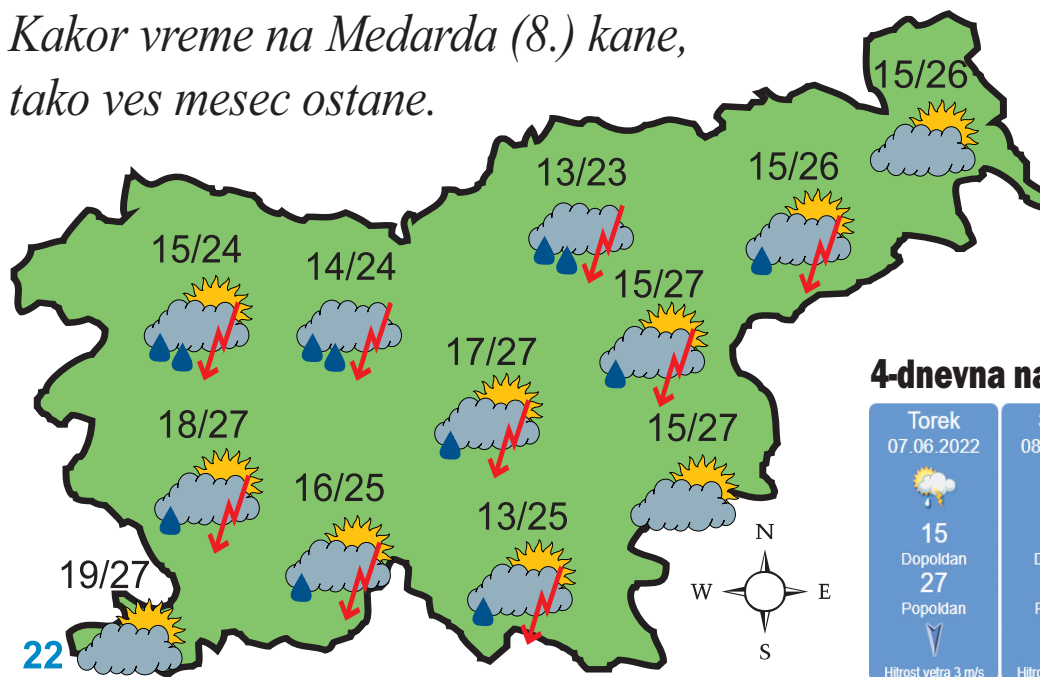 Kakor vreme na Medarda (8.) kane,
tako ves mesec ostane.
15/26
13/23
15/26
15/24
14/24
15/27
17/27
18/27
15/27
16/25
13/25
19/27
22
N
W E
S
4-dnevna
Torek
07.06.2022
15
Dopoldan
27
Popoldan
Hitrost vetra 3 m/s